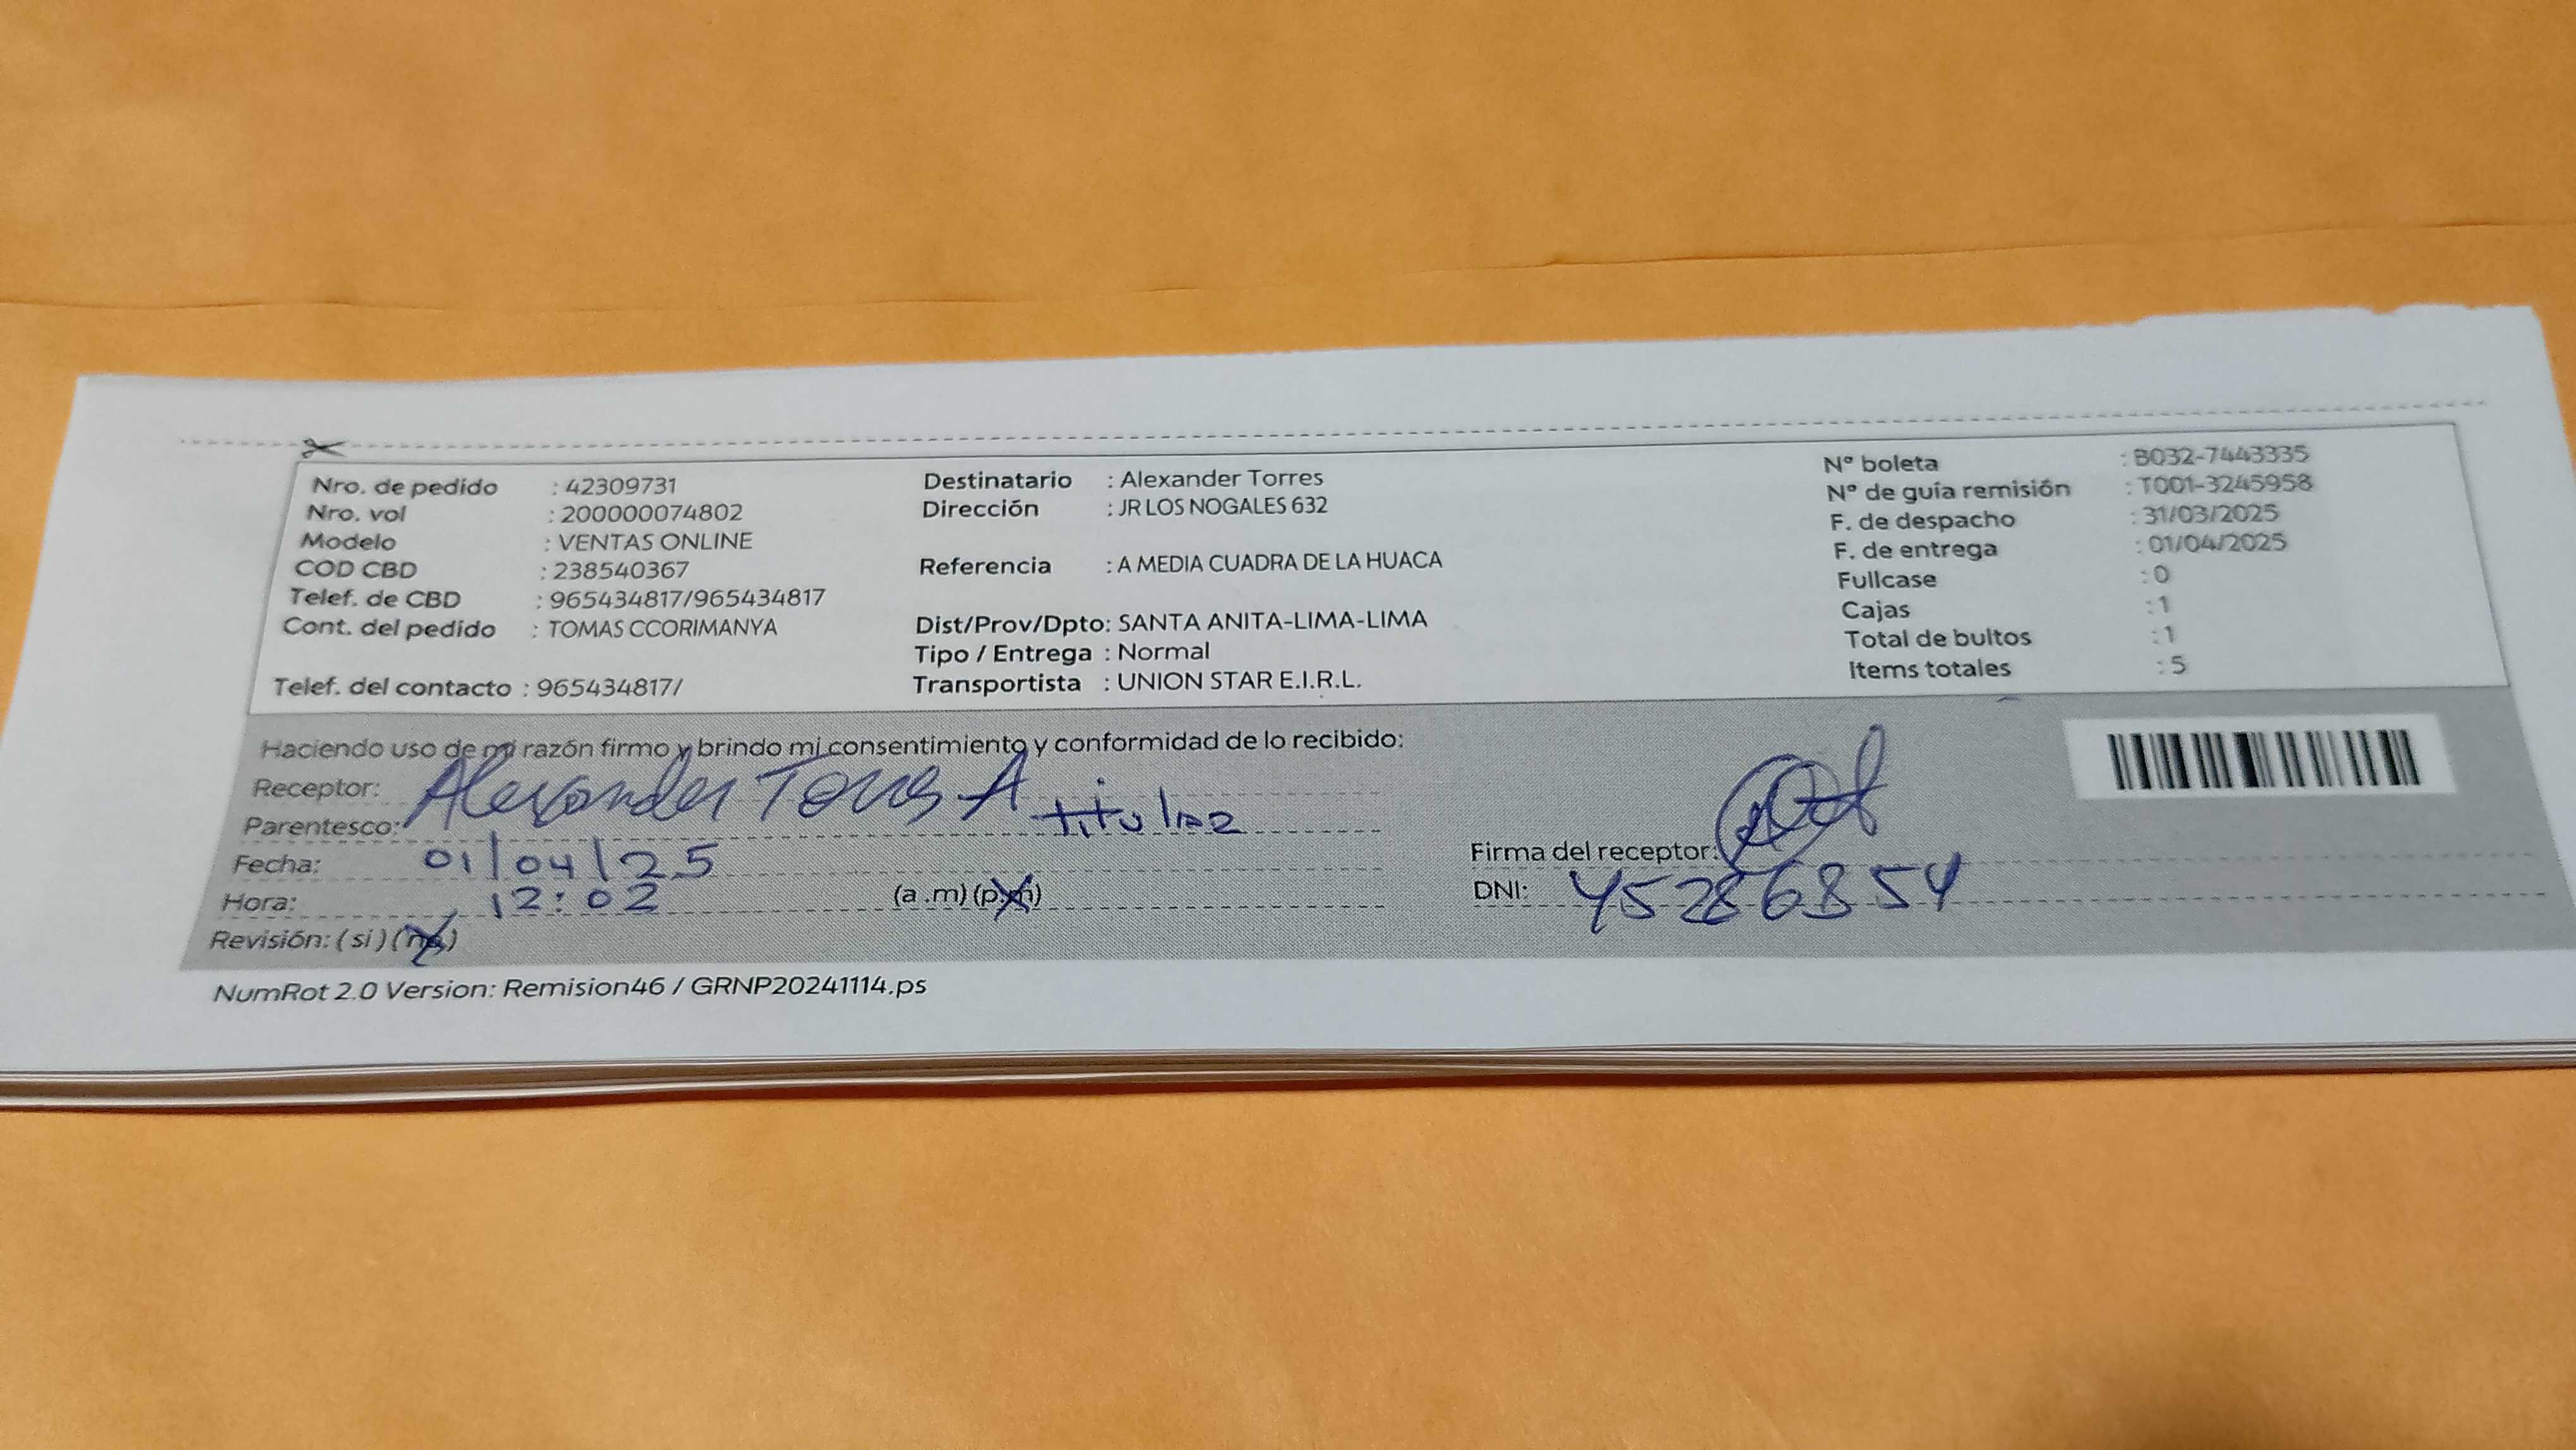 Nro. de pedido : 42309731
Nro. vol : 200000074802
Modelo : VENTAS ONLINE
COD CBD : 238540367
Telef. de CBD : 965434817/965434817
Cont. del pedido : TOMAS CCORIMANYA
Telef. del contacto : 965434817/
Destinatario : Alexander Torres
Dirección : JR LOS NOGALES 632
Referencia : A MEDIA CUADRA DE LA HUACA
Dist/Prov/Dpto: SANTA ANITA-LIMA-LIMA
Tipo / Entrega : Normal
Transportista : UNION STAR E.I.R.L.
Nº boleta : B032-7443335
Nº de guía remisión : T001-3245958
F. de despacho : 31/03/2025
F. de entrega : 01/04/2025
Fullcase : 0
Cajas : 1
Total de bultos : 1
Items totales : 5
Haciendo uso de mi razón firmo y brindo mi consentimiento y conformidad de lo recibido:
Receptor: Alexander Torres A
Parentesco: titular
Fecha: 01/04/25
Hora: 12:02 (a .m) (p.m)
Revisión: ( si ) ( no )
Firma del receptor:
DNI: 45286854
NumRot 2.0 Version: Remision46 / GRNP20241114.ps